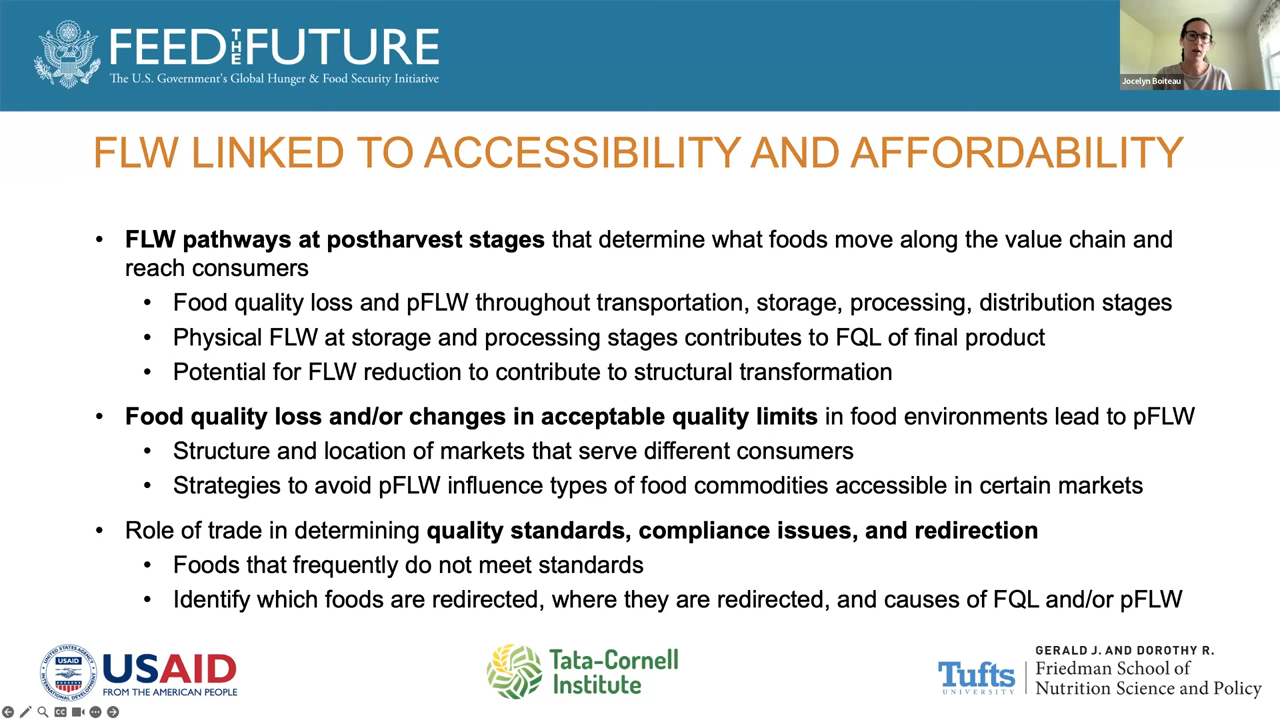 FEED THE FUTURE
The U.S. Government's Global Hunger & Food Security Initiative
Jocelyn Boiteau
FLW LINKED TO ACCESSIBILITY AND AFFORDABILITY
• FLW pathways at postharvest stages that determine what foods move along the value chain and
reach consumers
• Food quality loss and pFLW throughout transportation, storage, processing, distribution stages
• Physical FLW at storage and processing stages contributes to FQL of final product
• Potential for FLW reduction to contribute to structural transformation
• Food quality loss and/or changes in acceptable quality limits in food environments lead to pFLW
• Structure and location of markets that serve different consumers
• Strategies to avoid pFLW influence types of food commodities accessible in certain markets
• Role of trade in determining quality standards, compliance issues, and redirection
• Foods that frequently do not meet standards
• Identify which foods are redirected, where they are redirected, and causes of FQL and/or pFLW
UNITED STATES AGENCY
USAID
INTERNATIONAL DEVELOPMENT
USAID
FROM THE AMERICAN PEOPLE
Tata-Cornell
Institute
Tufts
UNIVERSITY
GERALD J. AND DOROTHY R.
Friedman School of
Nutrition Science and Policy
CC